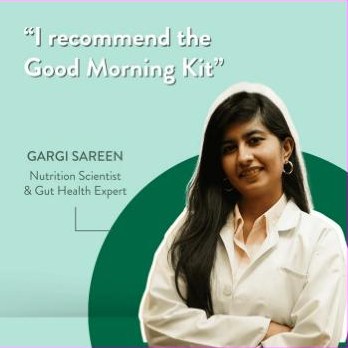 “I recommend the
Good Morning Kit”
GARGI SAREEN
Nutrition Scientist
& Gut Health Expert